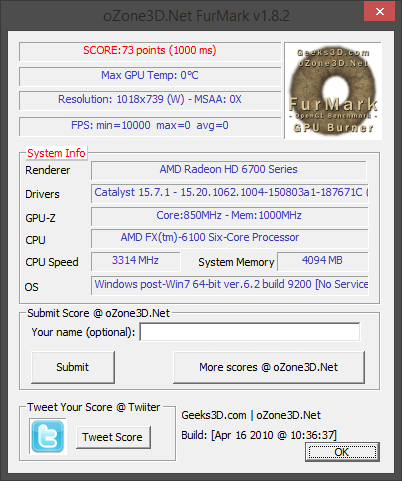 oZone3D.Net FurMark v1.8.2
SCORE:73 points (1000 ms)
Max GPU Temp: 0°C
Resolution: 1018x739 (W) - MSAA: 0X
FPS: min=10000 max=0 avg=0
Geeks3D.com
oZone3D.Net
FurMark
- OpenGL Benchmark -
GPU Burner
System Info
Renderer AMD Radeon HD 6700 Series
Drivers Catalyst 15.7.1 - 15.20.1062.1004-150803a1-187671C (
GPU-Z Core:850MHz - Mem:1000MHz
CPU AMD FX(tm)-6100 Six-Core Processor
CPU Speed 3314 MHz System Memory 4094 MB
OS Windows post-Win7 64-bit ver.6.2 build 9200 [No Service
Submit Score @ oZone3D.Net
Your name (optional):
Submit More scores @ oZone3D.Net
Tweet Your Score @ Twiiter
Tweet Score
Geeks3D.com | oZone3D.Net
Build: [Apr 16 2010 @ 10:36:37]
OK